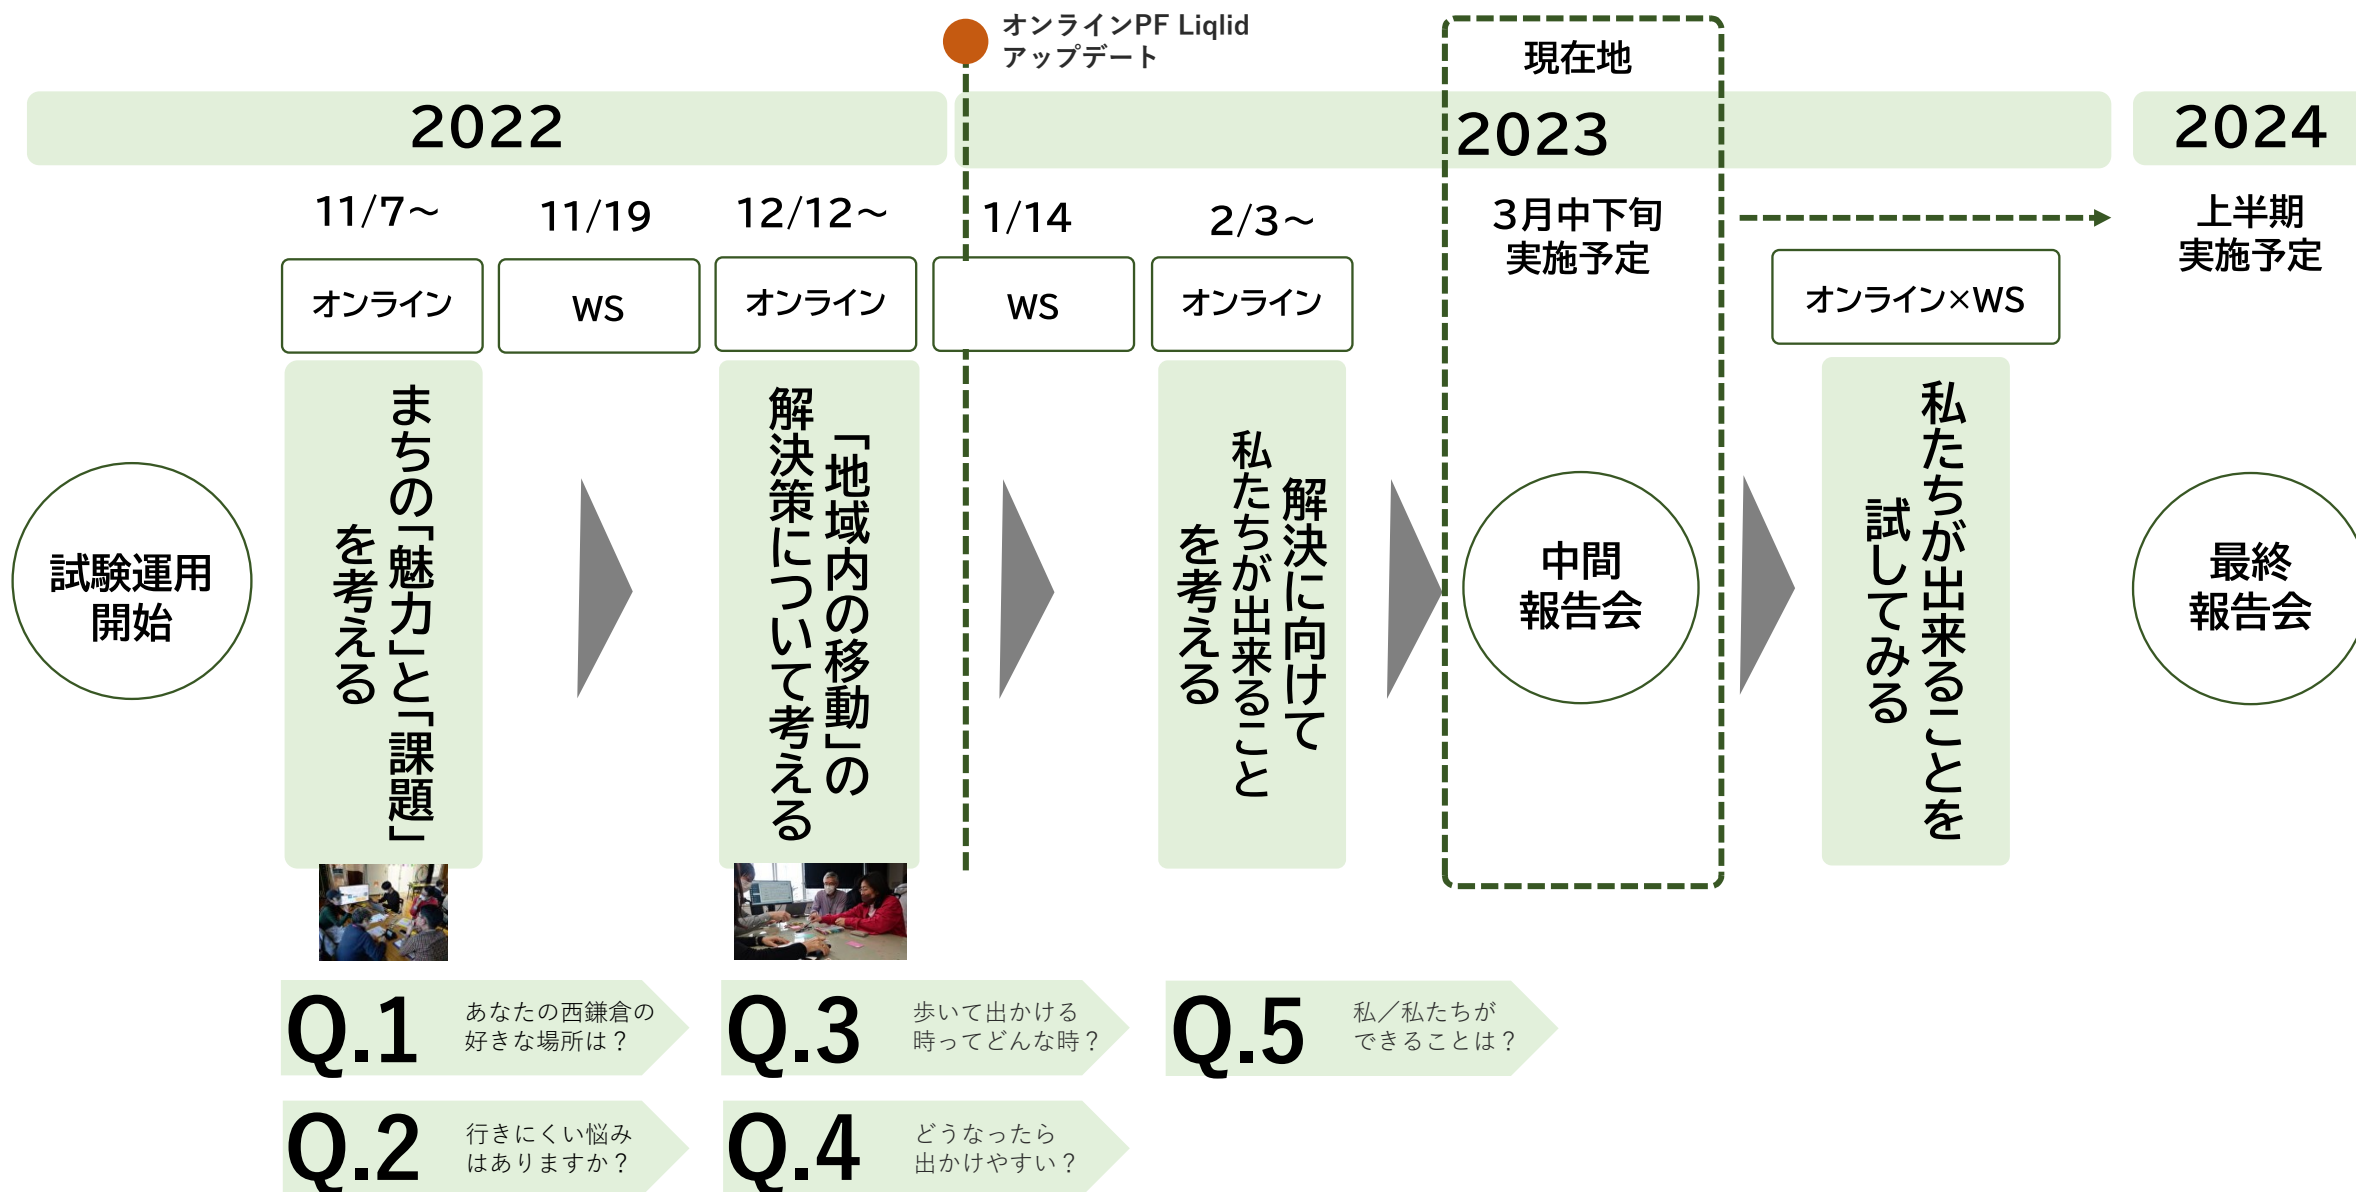 オンラインPF Liqlid
アップデート
現在地
2022
2023
2024
11/7～
11/19
12/12～
1/14
2/3～
3月中下旬
実施予定
上半期
実施予定
オンライン
WS
オンライン
WS
オンライン
オンライン×WS
試験運用
開始
まちの「魅力」と「課題」
を考える
「地域内の移動」の
解決策について考える
解決に向けて
私たちが出来ること
を考える
中間
報告会
私たちが出来ることを
試してみる
最終
報告会
Q.1
あなたの西鎌倉の
好きな場所は？
Q.3
歩いて出かける
時ってどんな時？
Q.5
私／私たちが
できることは？
Q.2
行きにくい悩み
はありますか？
Q.4
どうなったら
出かけやすい？